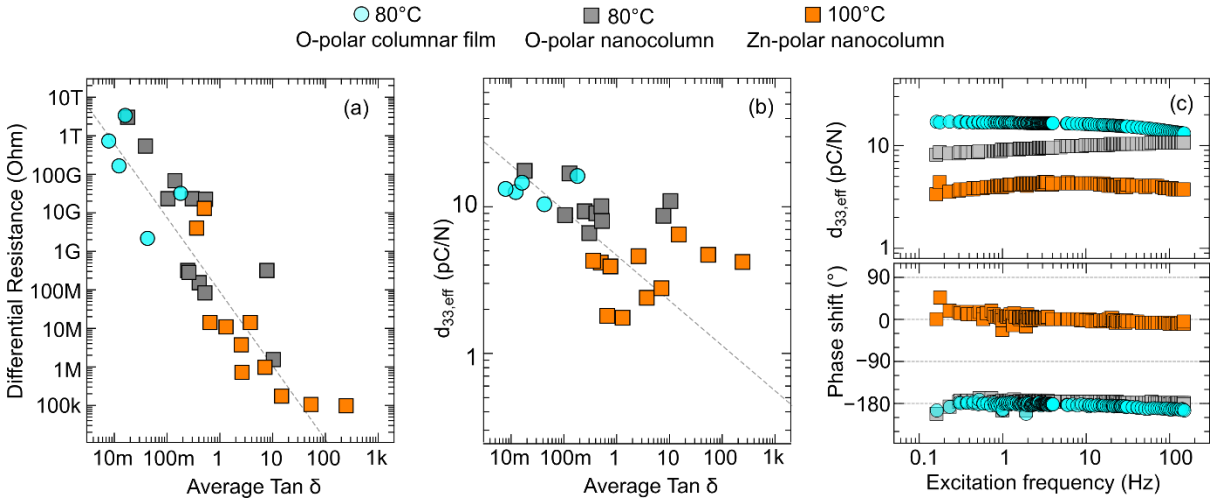 80°C
O-polar columnar film
80°C
O-polar nanocolumn
100°C
Zn-polar nanocolumn
(a)
Differential Resistance (Ohm)
10T
1T
100G
10G
1G
100M
10M
1M
100k
10m 100m 1 10 100 1k
Average Tan δ
(b)
d33,eff (pC/N)
10
1
10m 100m 1 10 100 1k
Average Tan δ
(c)
d33,eff (pC/N)
10
1
Phase shift (°)
90
0
−90
−180
0.1 1 10 100
Excitation frequency (Hz)